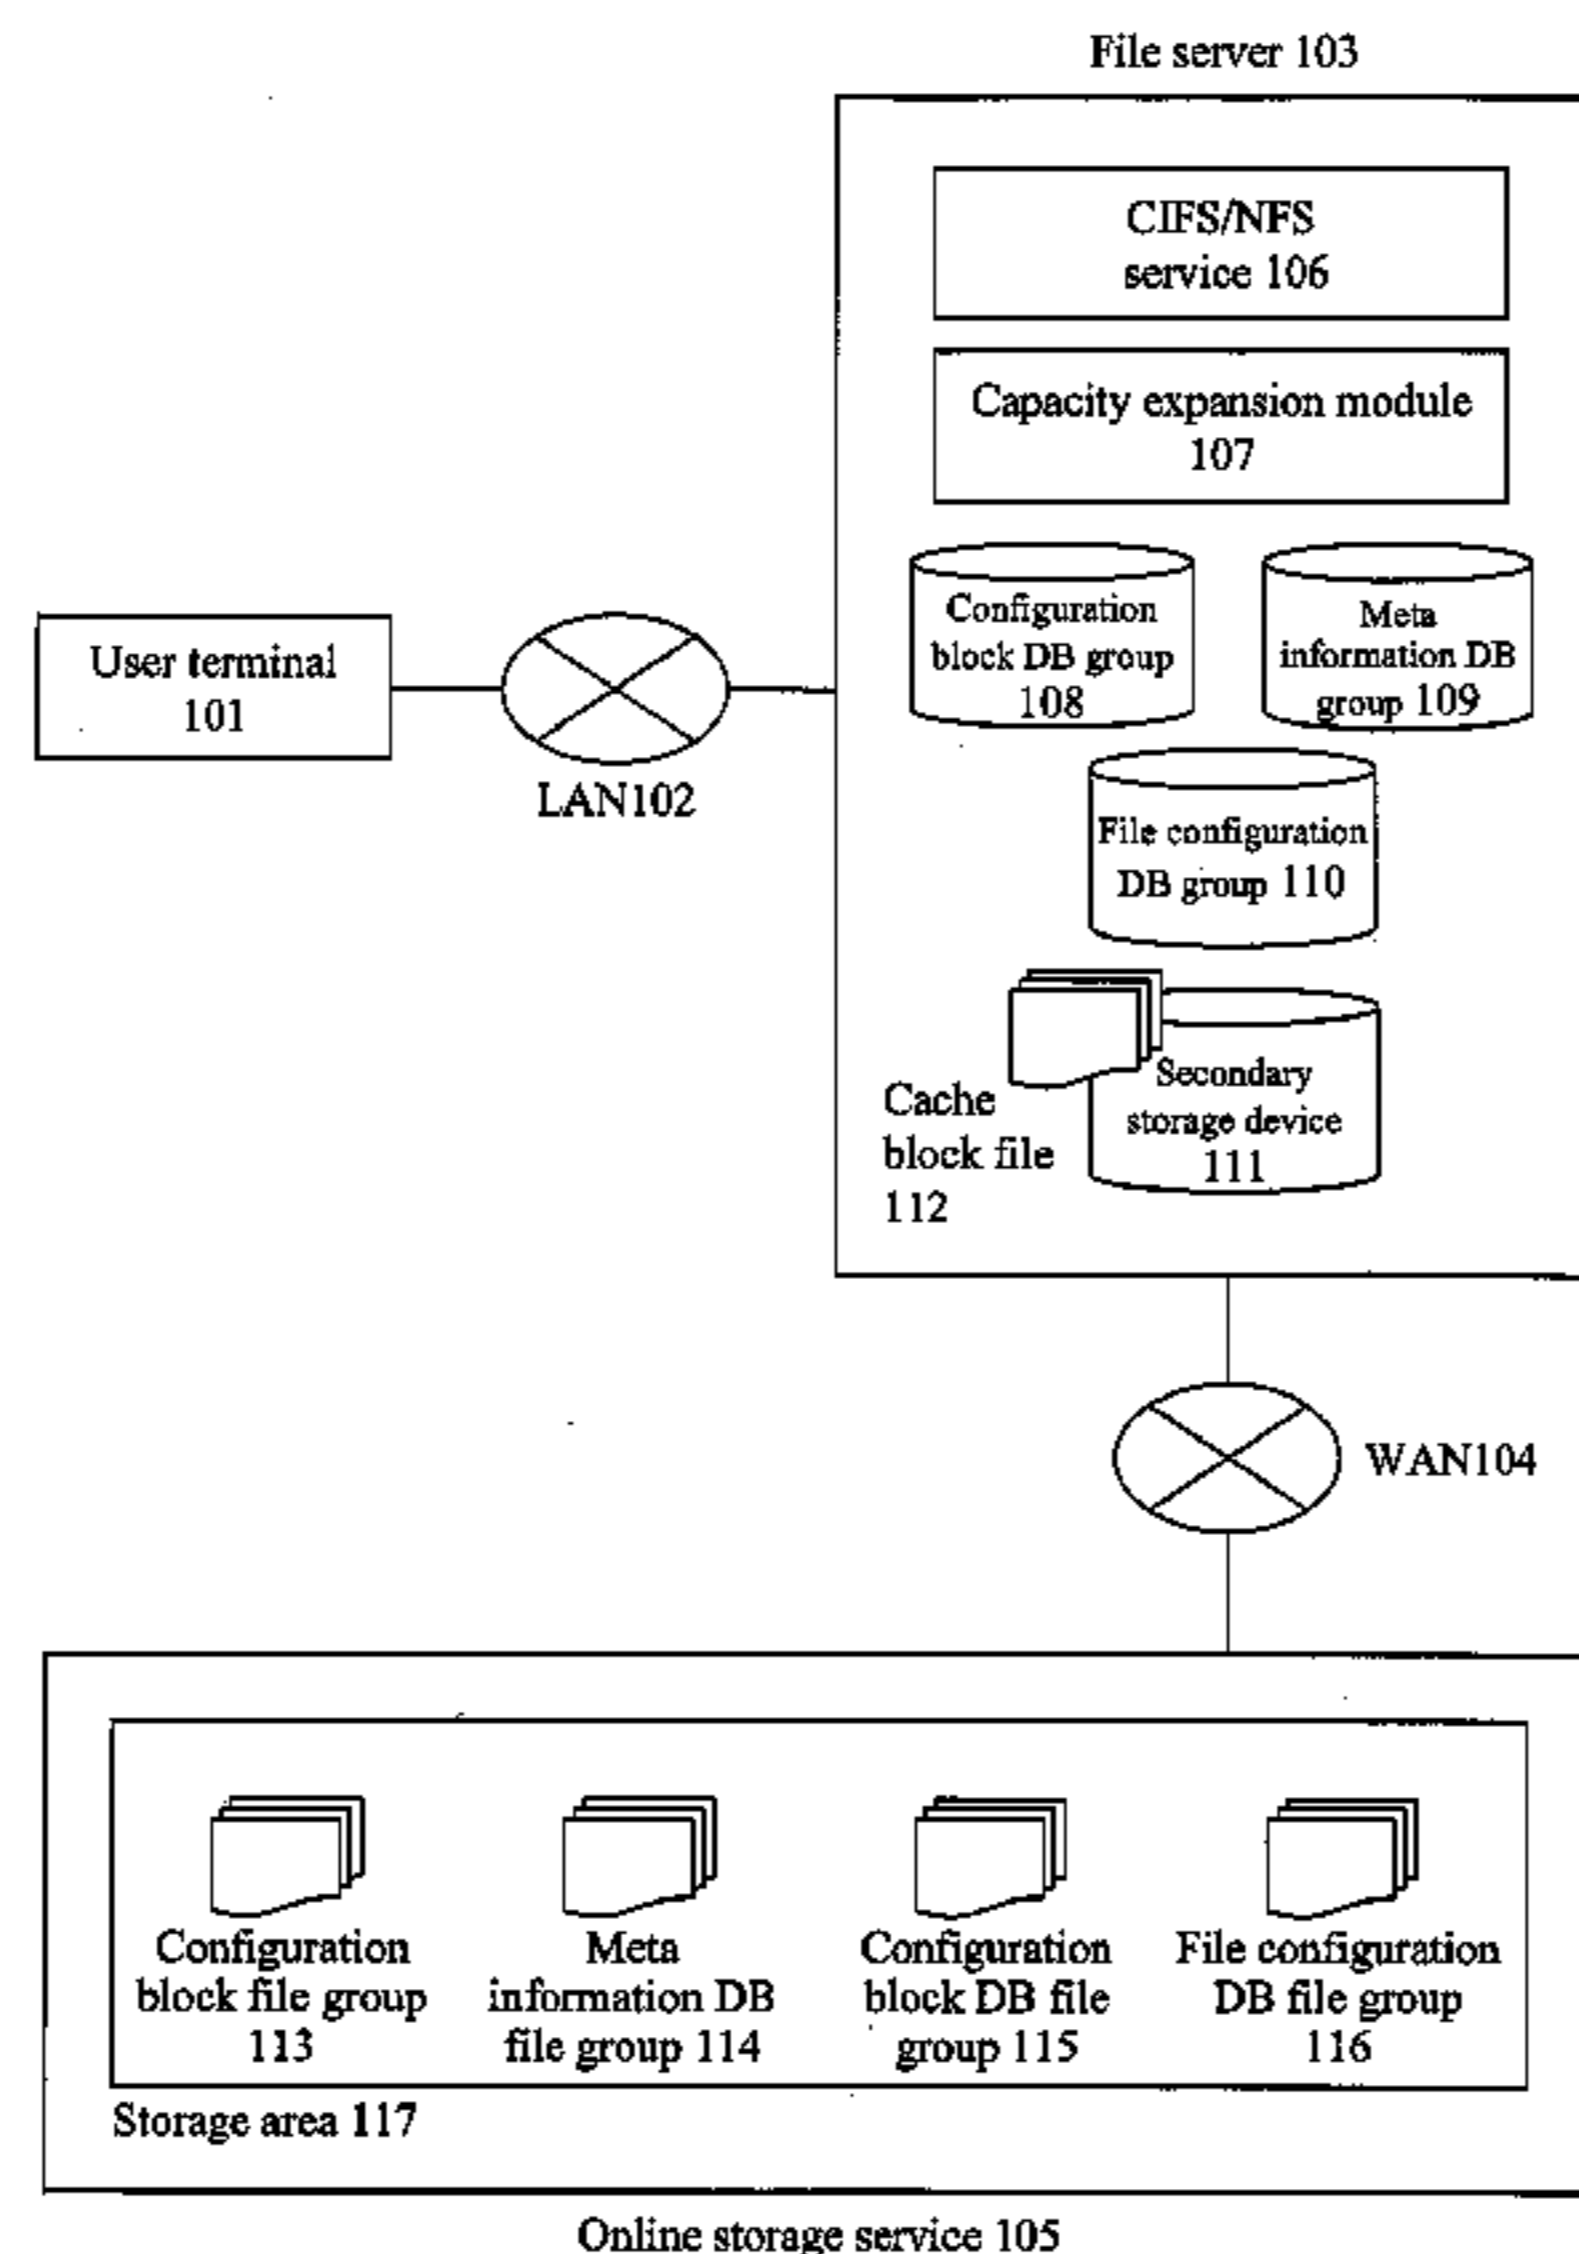 File server 103
CIFS/NFS
service 106
Capacity expansion module
107
Configuration
block DB group
108
Meta
information DB
group 109
User terminal
101
LAN102
File configuration
DB group 110
Cache
block file
112
Secondary
storage device
111
WAN104
Configuration
block file group
113
Meta
information DB
file group 114
Configuration
block DB file
group 115
File configuration
DB file group
116
Storage area 117
Online storage service 105